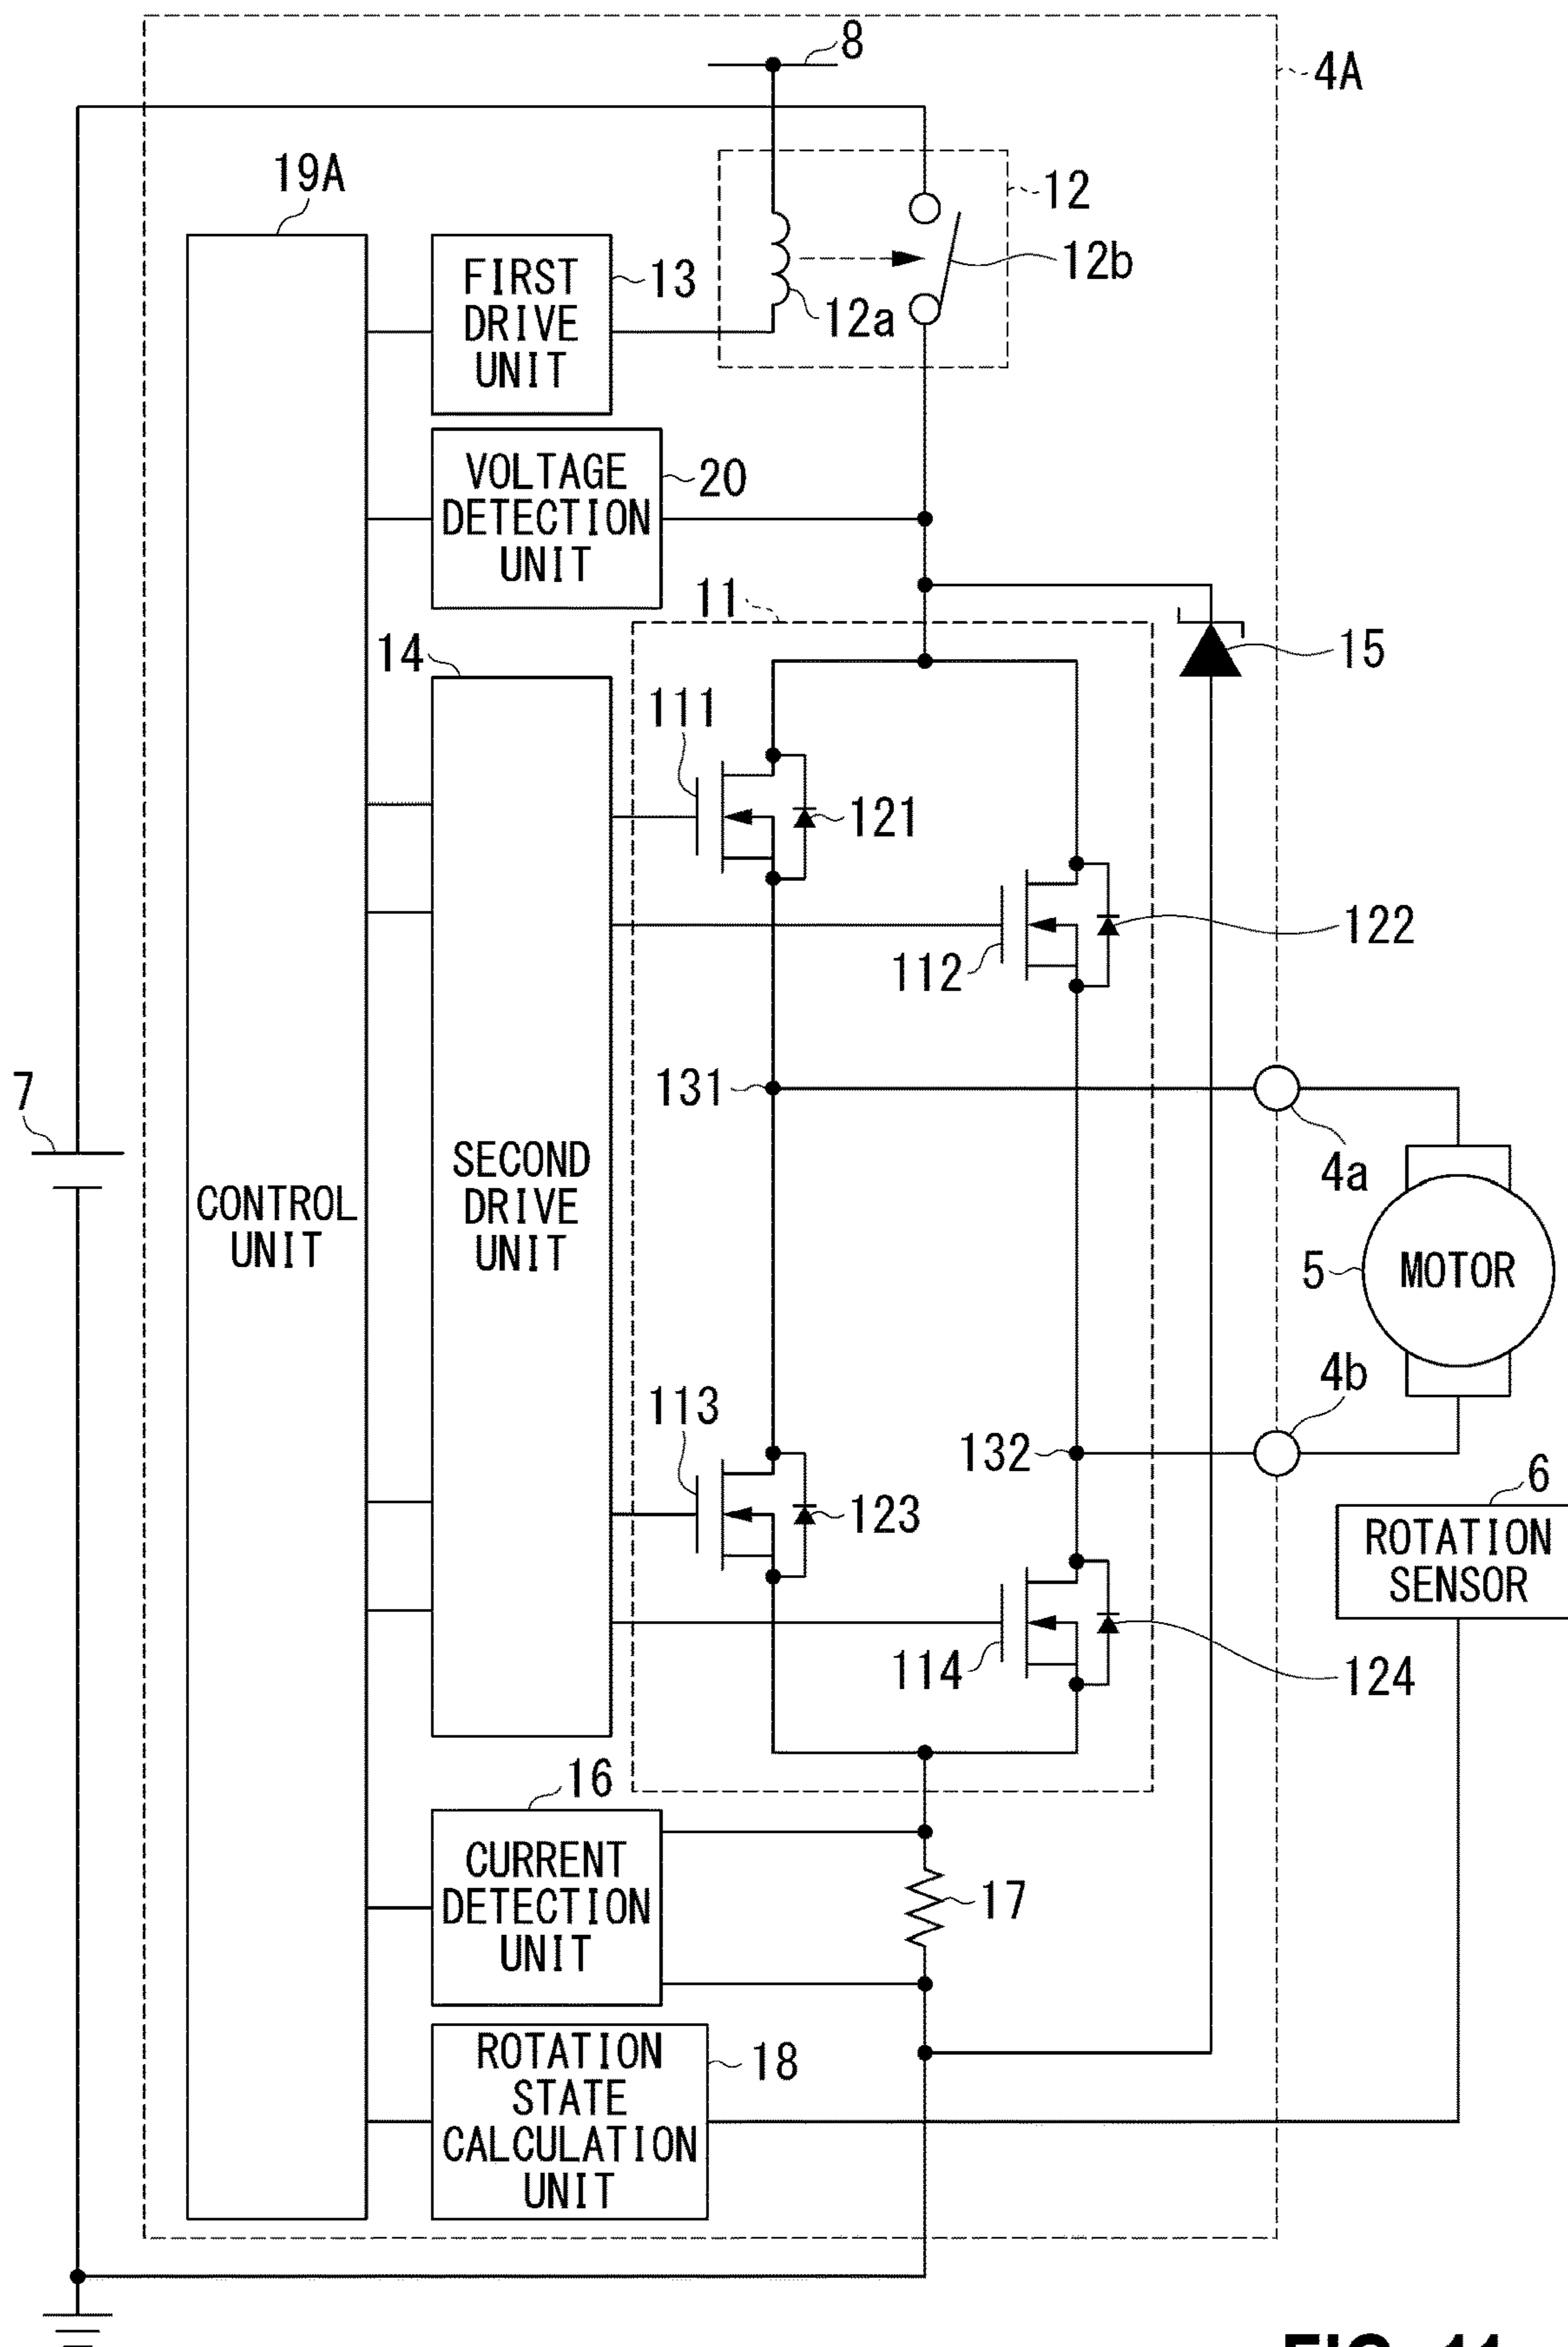 8
4A
19A
12
12b
FIRST
DRIVE
UNIT
13
12a
VOLTAGE
DETECTION
UNIT
20
11
14
15
111
121
122
112
131
7
4a
SECOND
DRIVE
UNIT
CONTROL
UNIT
5
MOTOR
4b
113
132
123
6
ROTATION
SENSOR
114
124
16
CURRENT
DETECTION
UNIT
17
ROTATION
STATE
CALCULATION
UNIT
18
FIG. 11